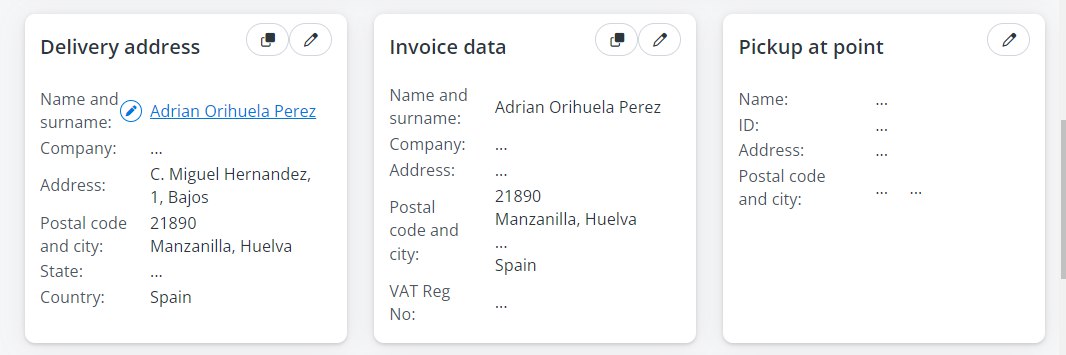 Delivery address
Name and
surname:
Adrian Orihuela Perez
Company:
...
Address:
C. Miguel Hernandez,
1, Bajos
Postal code
and city:
21890
Manzanilla, Huelva
State:
...
Country:
Spain
Invoice data
Name and
surname:
Adrian Orihuela Perez
Company:
...
Address:
...
Postal
code and
city:
21890
Manzanilla, Huelva
...
Spain
VAT Reg
No:
...
Pickup at point
Name:
...
ID:
...
Address:
...
Postal code
and city:
... ...